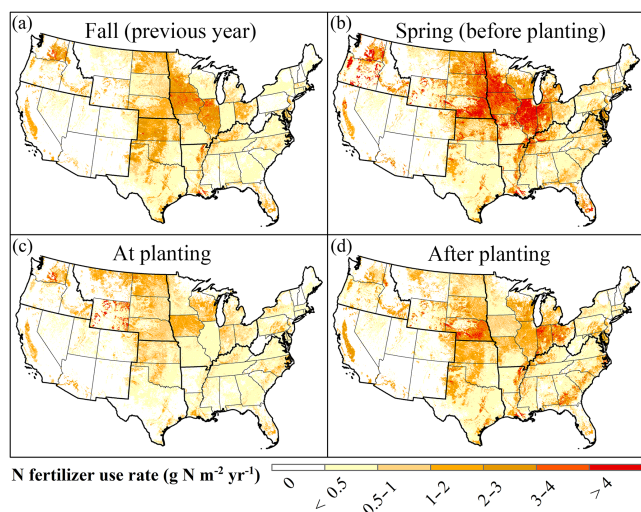 (a) Fall (previous year)
(b) Spring (before planting)
(c) At planting
(d) After planting
N fertilizer use rate (g N m⁻² yr⁻¹)
0
< 0.5
0.5–1
1–2
2–3
3–4
> 4